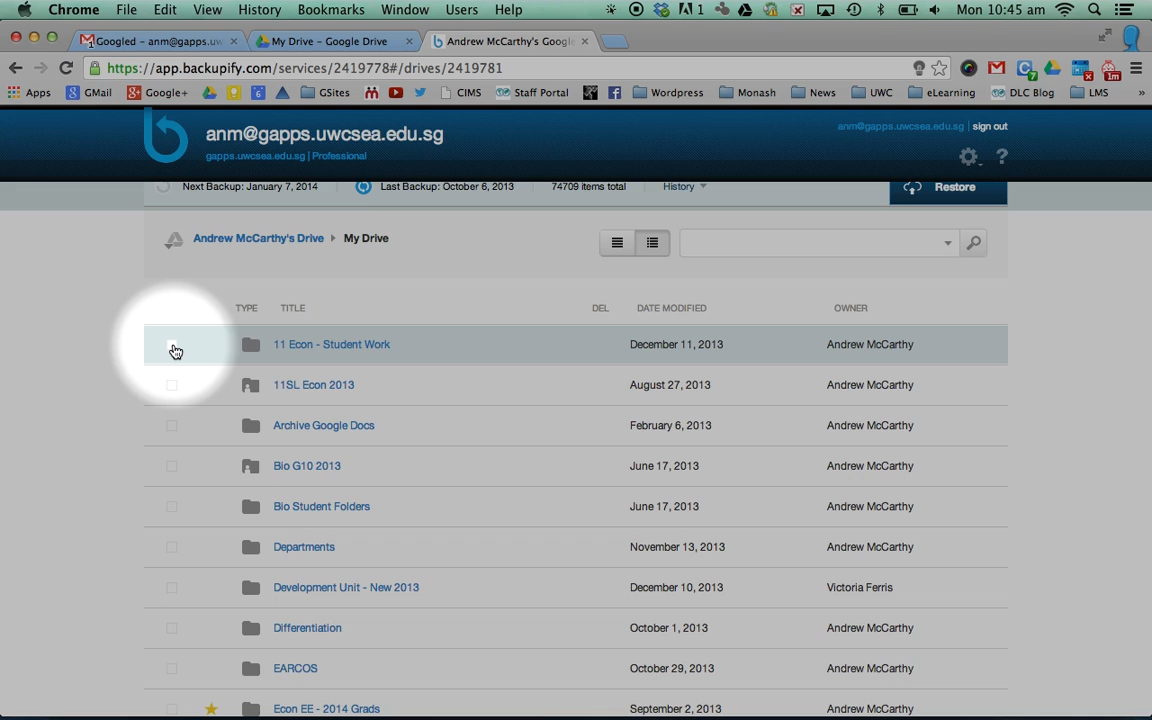 Chrome File Edit View History Bookmarks Window Users Help 1 Mon 10:45 am
1 Googled - anm@gapps.uw My Drive - Google Drive Andrew McCarthy's Googl
https://app.backupify.com/services/2419778#/drives/2419781 7 1m
Apps GMail Google+ 6 GSites CIMS Staff Portal Wordpress Monash News UWC eLearning DLC Blog LMS »
anm@gapps.uwcsea.edu.sg
anm@gapps.uwcsea.edu.sg | sign out
gapps.uwcsea.edu.sg | Professional
?
Next Backup: January 7, 2014 Last Backup: October 6, 2013 74709 items total History Restore
Andrew McCarthy's Drive My Drive
TYPE TITLE DEL DATE MODIFIED OWNER
11 Econ - Student Work December 11, 2013 Andrew McCarthy
11SL Econ 2013 August 27, 2013 Andrew McCarthy
Archive Google Docs February 6, 2013 Andrew McCarthy
Bio G10 2013 June 17, 2013 Andrew McCarthy
Bio Student Folders June 17, 2013 Andrew McCarthy
Departments November 13, 2013 Andrew McCarthy
Development Unit - New 2013 December 10, 2013 Victoria Ferris
Differentiation October 1, 2013 Andrew McCarthy
EARCOS October 29, 2013 Andrew McCarthy
Econ EE - 2014 Grads September 2, 2013 Andrew McCarthy